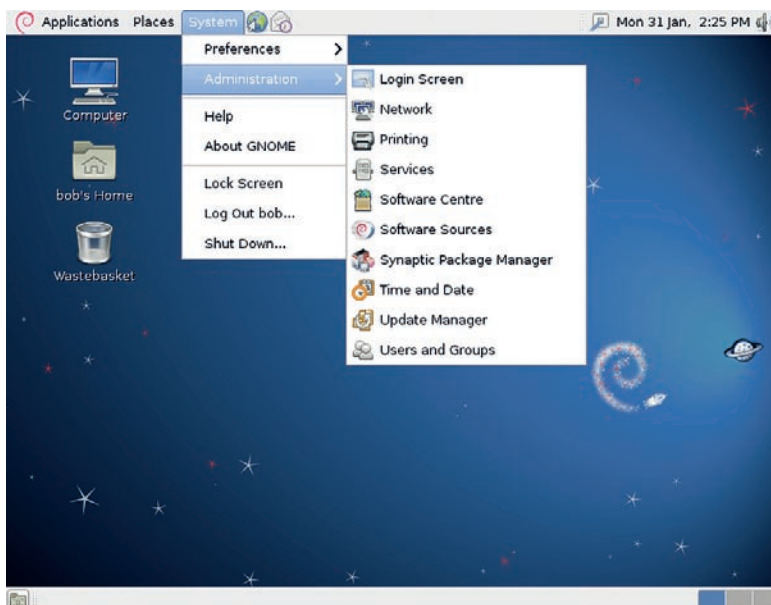 Applications Places System Mon 31 Jan, 2:25 PM
Computer
bob's Home
Wastebasket
Preferences
Administration
Help
About GNOME
Lock Screen
Log Out bob...
Shut Down...
Login Screen
Network
Printing
Services
Software Centre
Software Sources
Synaptic Package Manager
Time and Date
Update Manager
Users and Groups